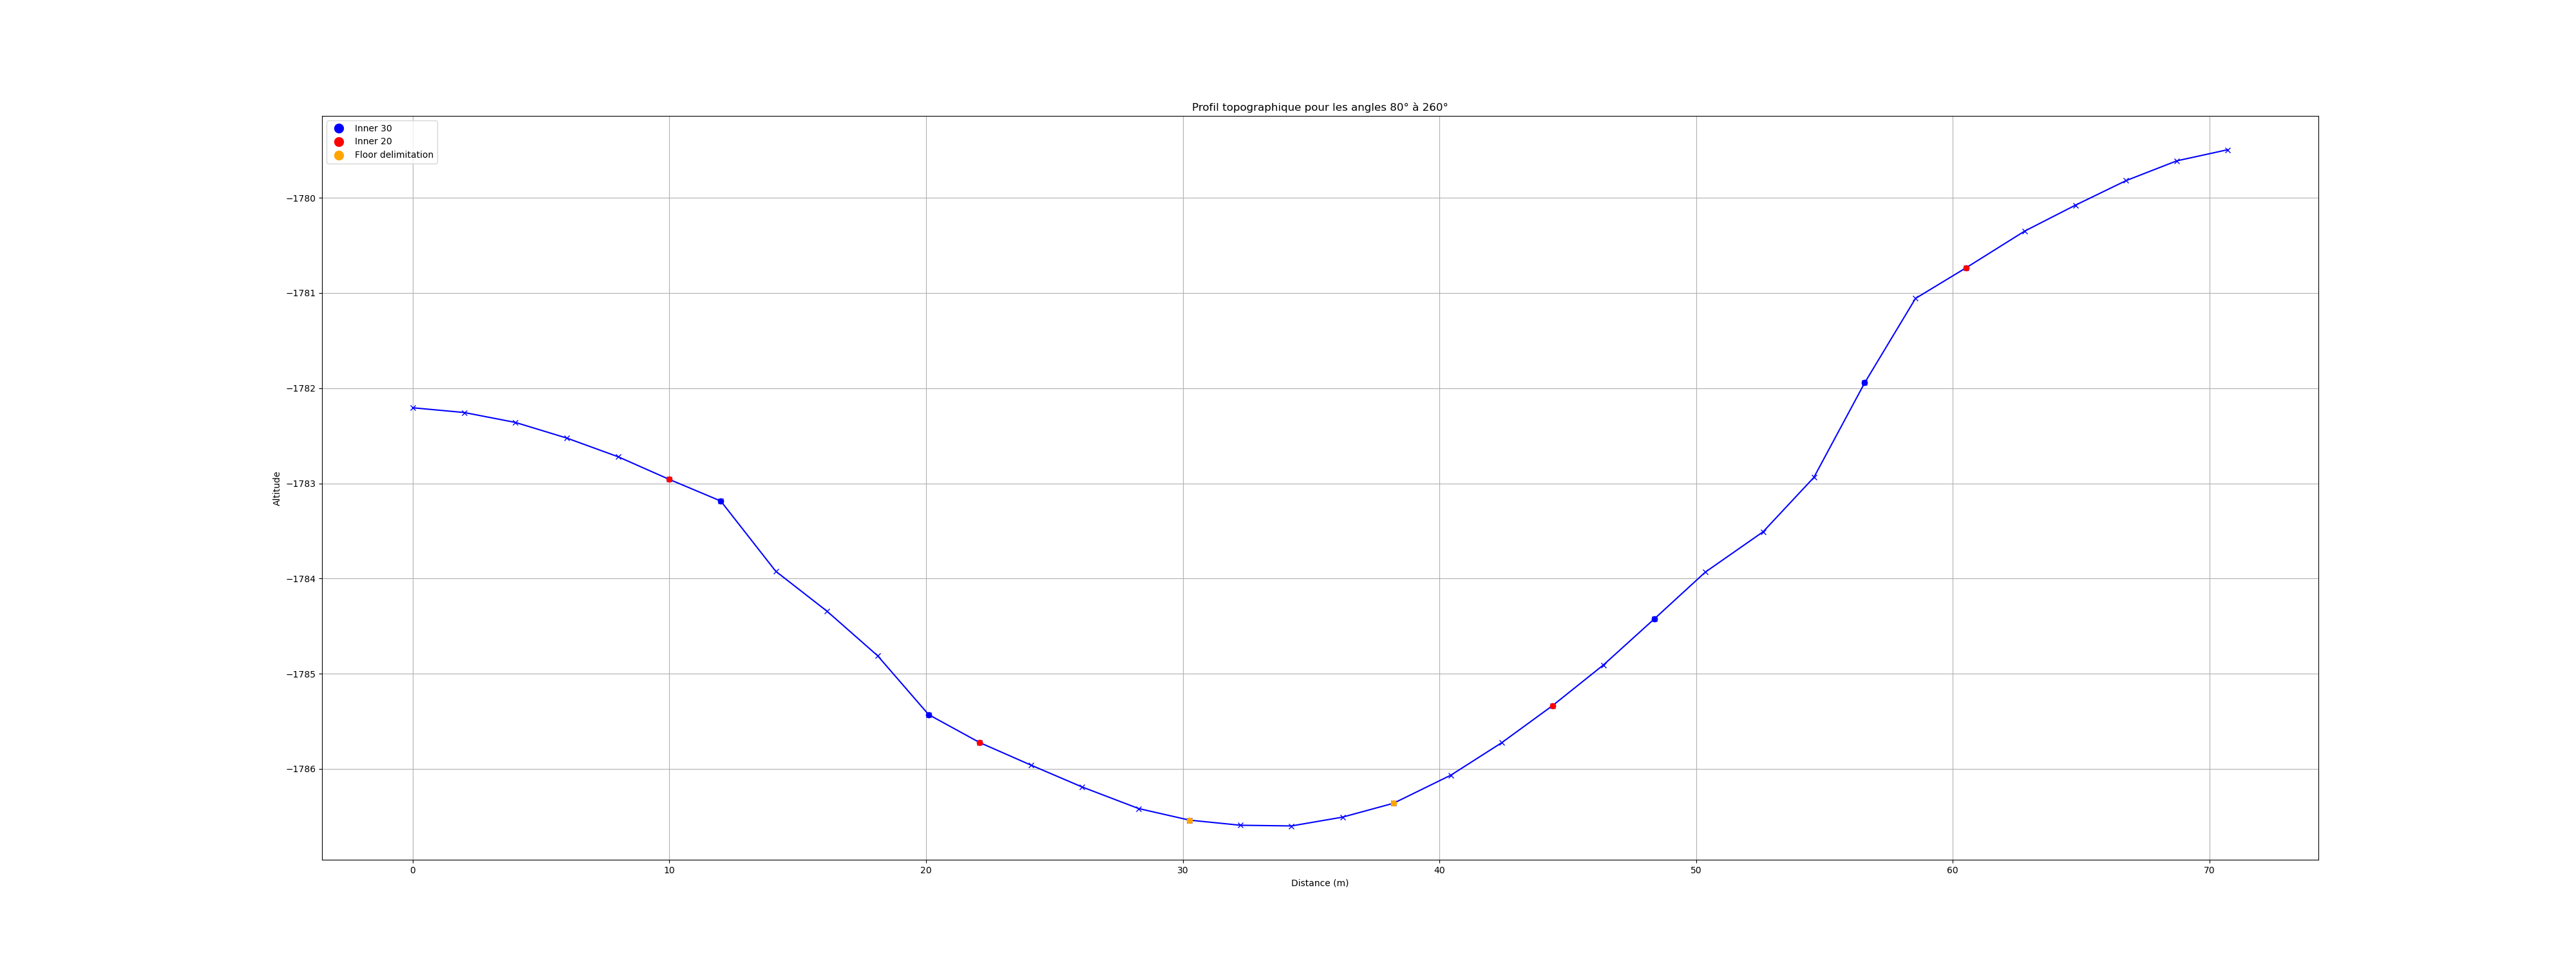 Profil topographique pour les angles 80° à 260°
Inner 30
Inner 20
Floor delimitation
Altitude
−1780
−1781
−1782
−1783
−1784
−1785
−1786
0 10 20 30 40 50 60 70
Distance (m)